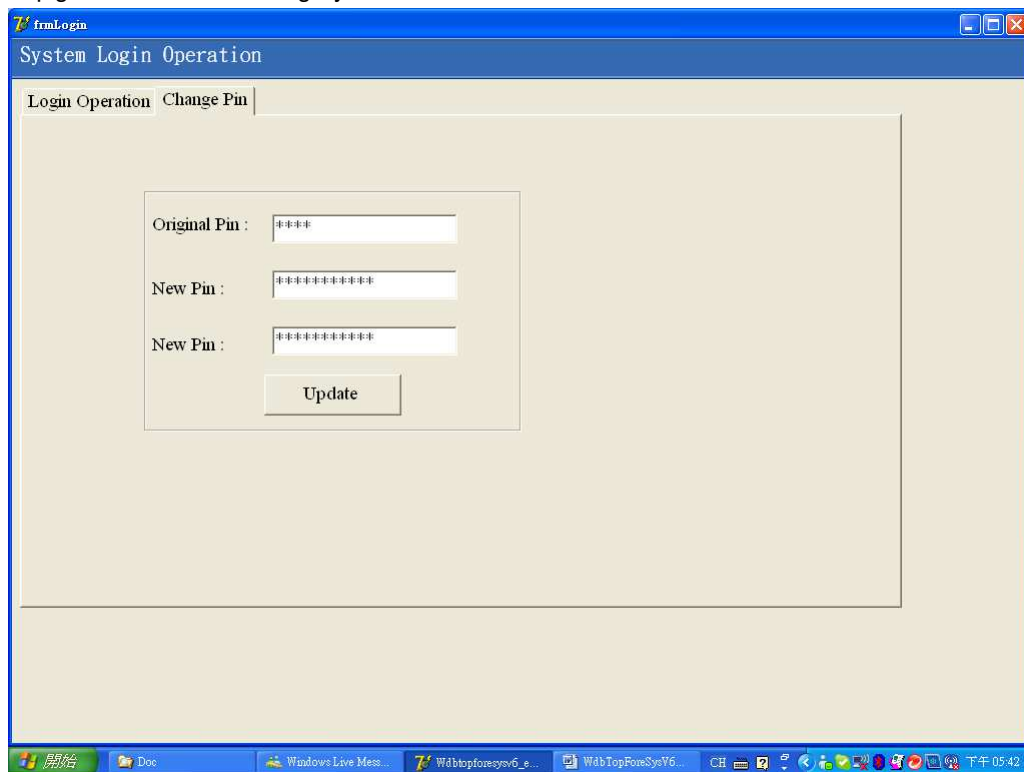 frmLogin
System Login Operation
Login Operation Change Pin
Original Pin : ****
New Pin : ***********
New Pin : ***********
Update
開始 Doc Windows Live Mess... Wdbtopforesysv6_e... WdbTopForeSysV6... CH 下午 05:42